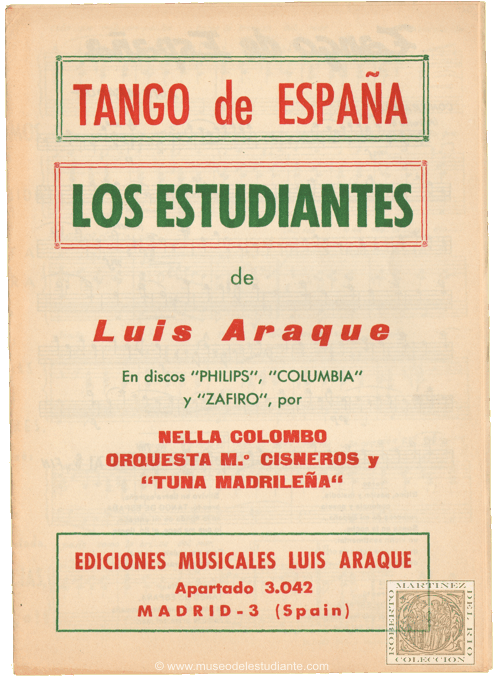 TANGO de ESPAÑA
LOS ESTUDIANTES
de
Luis Araque
En discos "PHILIPS", "COLUMBIA"
y "ZAFIRO", por
NELLA COLOMBO
ORQUESTA M.º CISNEROS y
"TUNA MADRILEÑA"
EDICIONES MUSICALES LUIS ARAQUE
Apartado 3.042
MADRID-3 (Spain)
ROBERTO MARTINEZ DEL RIO
COLECCION
© www.museodelestudiante.com